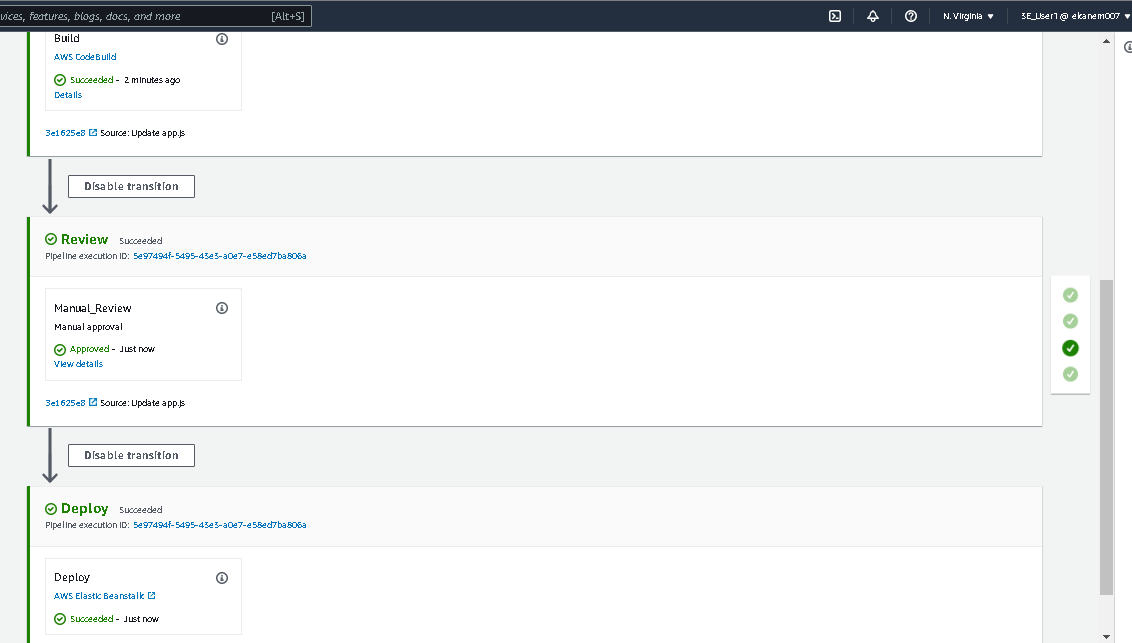 vices, features, blogs, docs, and more [Alt+S] N. Virginia ▼ 3E_User1 @ ekanem007 ▼
Build
AWS CodeBuild
Succeeded - 2 minutes ago
Details
3e1625e8 Source: Update app.js
Disable transition
Review Succeeded
Pipeline execution ID: 5e97494f-5495-43e3-a0e7-e58ed7ba806a
Manual_Review
Manual approval
Approved - Just now
View details
3e1625e8 Source: Update app.js
Disable transition
Deploy Succeeded
Pipeline execution ID: 5e97494f-5495-43e3-a0e7-e58ed7ba806a
Deploy
AWS Elastic Beanstalk
Succeeded - Just now